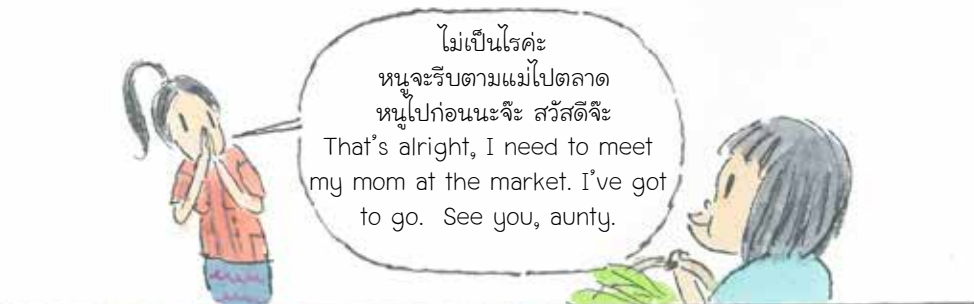 ไม่เป็นไรค่ะ
หนูจะรีบตามแม่ไปตลาด
หนูไปก่อนนะจ๊ะ สวัสดีจ๊ะ
That's alright, I need to meet
my mom at the market. I've got
to go. See you, aunty.